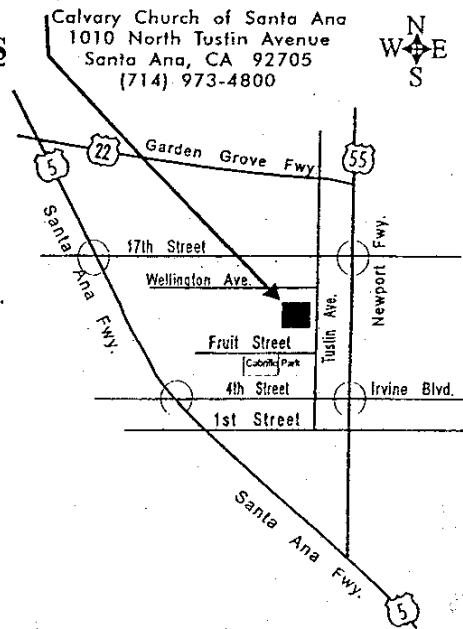 Calvary Church of Santa Ana
1010 North Tustin Avenue
Santa Ana, CA 92705
(714) 973-4800
N
W E
S
S
22
Garden Grove Fwy
55
5
Santa Ana Fwy.
17th Street
Newport Fwy.
Wellington Ave.
Tustin Ave.
Fruit Street
Cabrillo Park
4th Street
Irvine Blvd.
1st Street
Santa Ana Fwy.
5